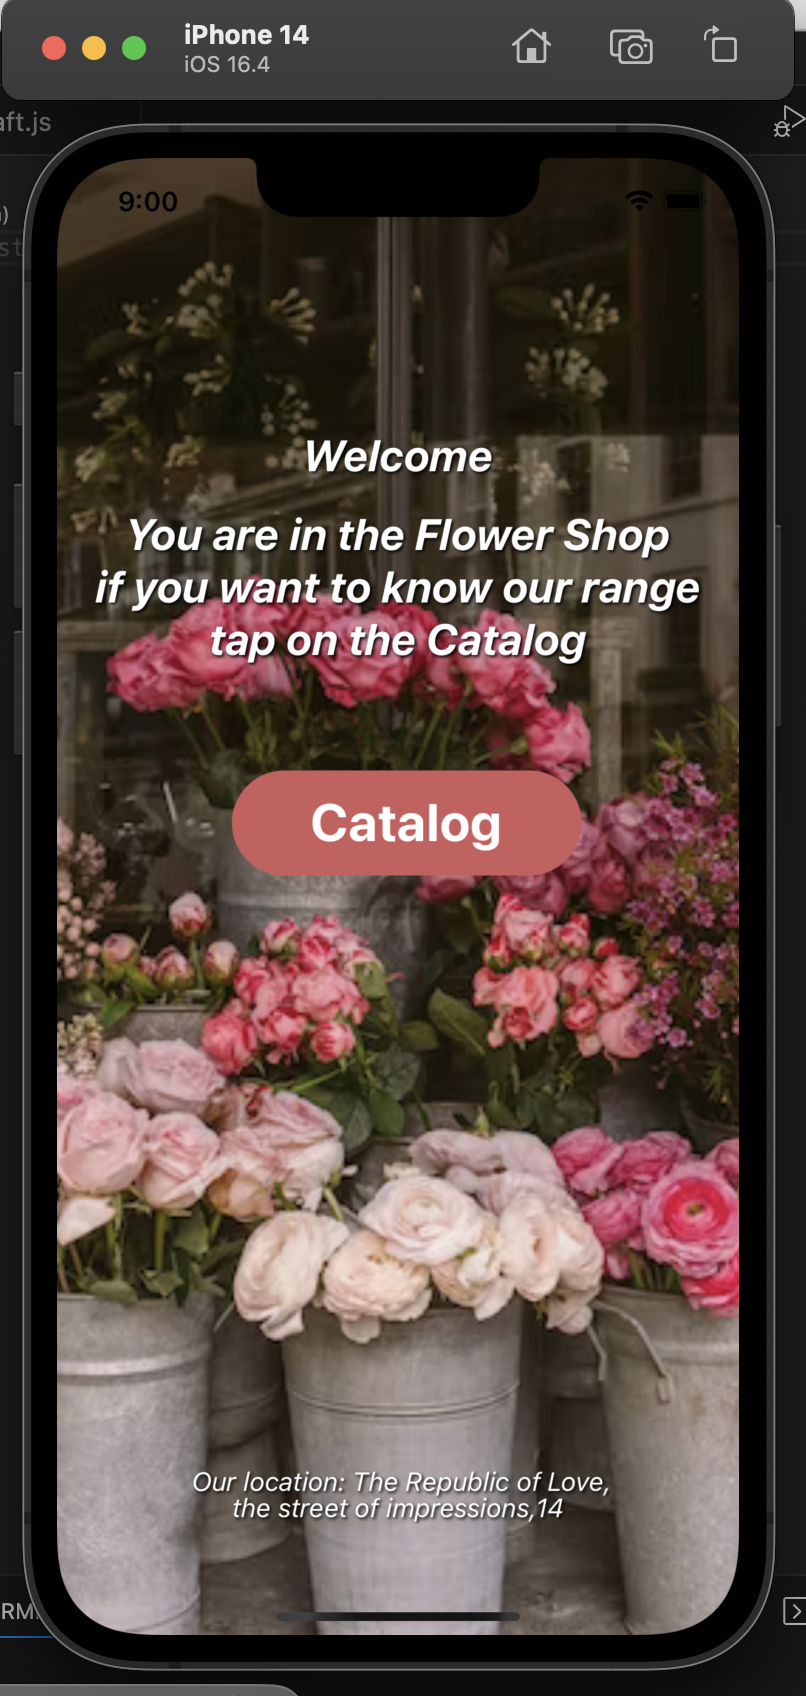 iPhone 14
iOS 16.4
aft.js
9:00
Welcome
You are in the Flower Shop
if you want to know our range
tap on the Catalog
Catalog
Our location: The Republic of Love,
the street of impressions,14